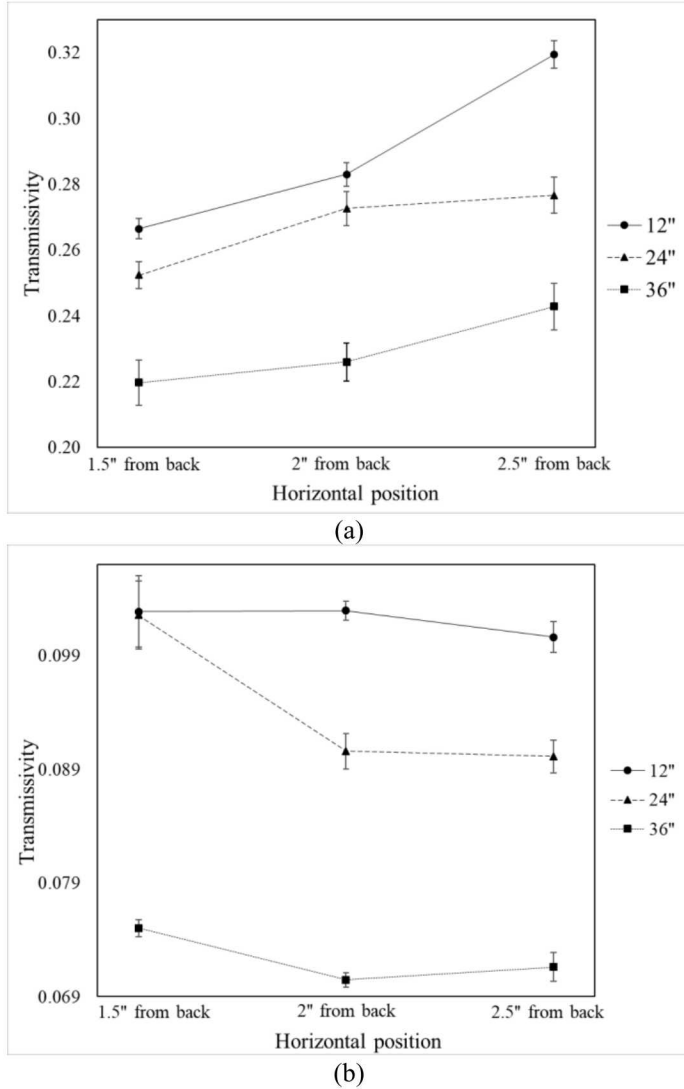 0.32
0.30
0.28
0.26
0.24
0.22
0.20
Transmissivity
12"
24"
36"
1.5" from back
2" from back
2.5" from back
Horizontal position
(a)
0.099
0.089
0.079
0.069
Transmissivity
12"
24"
36"
1.5" from back
2" from back
2.5" from back
Horizontal position
(b)